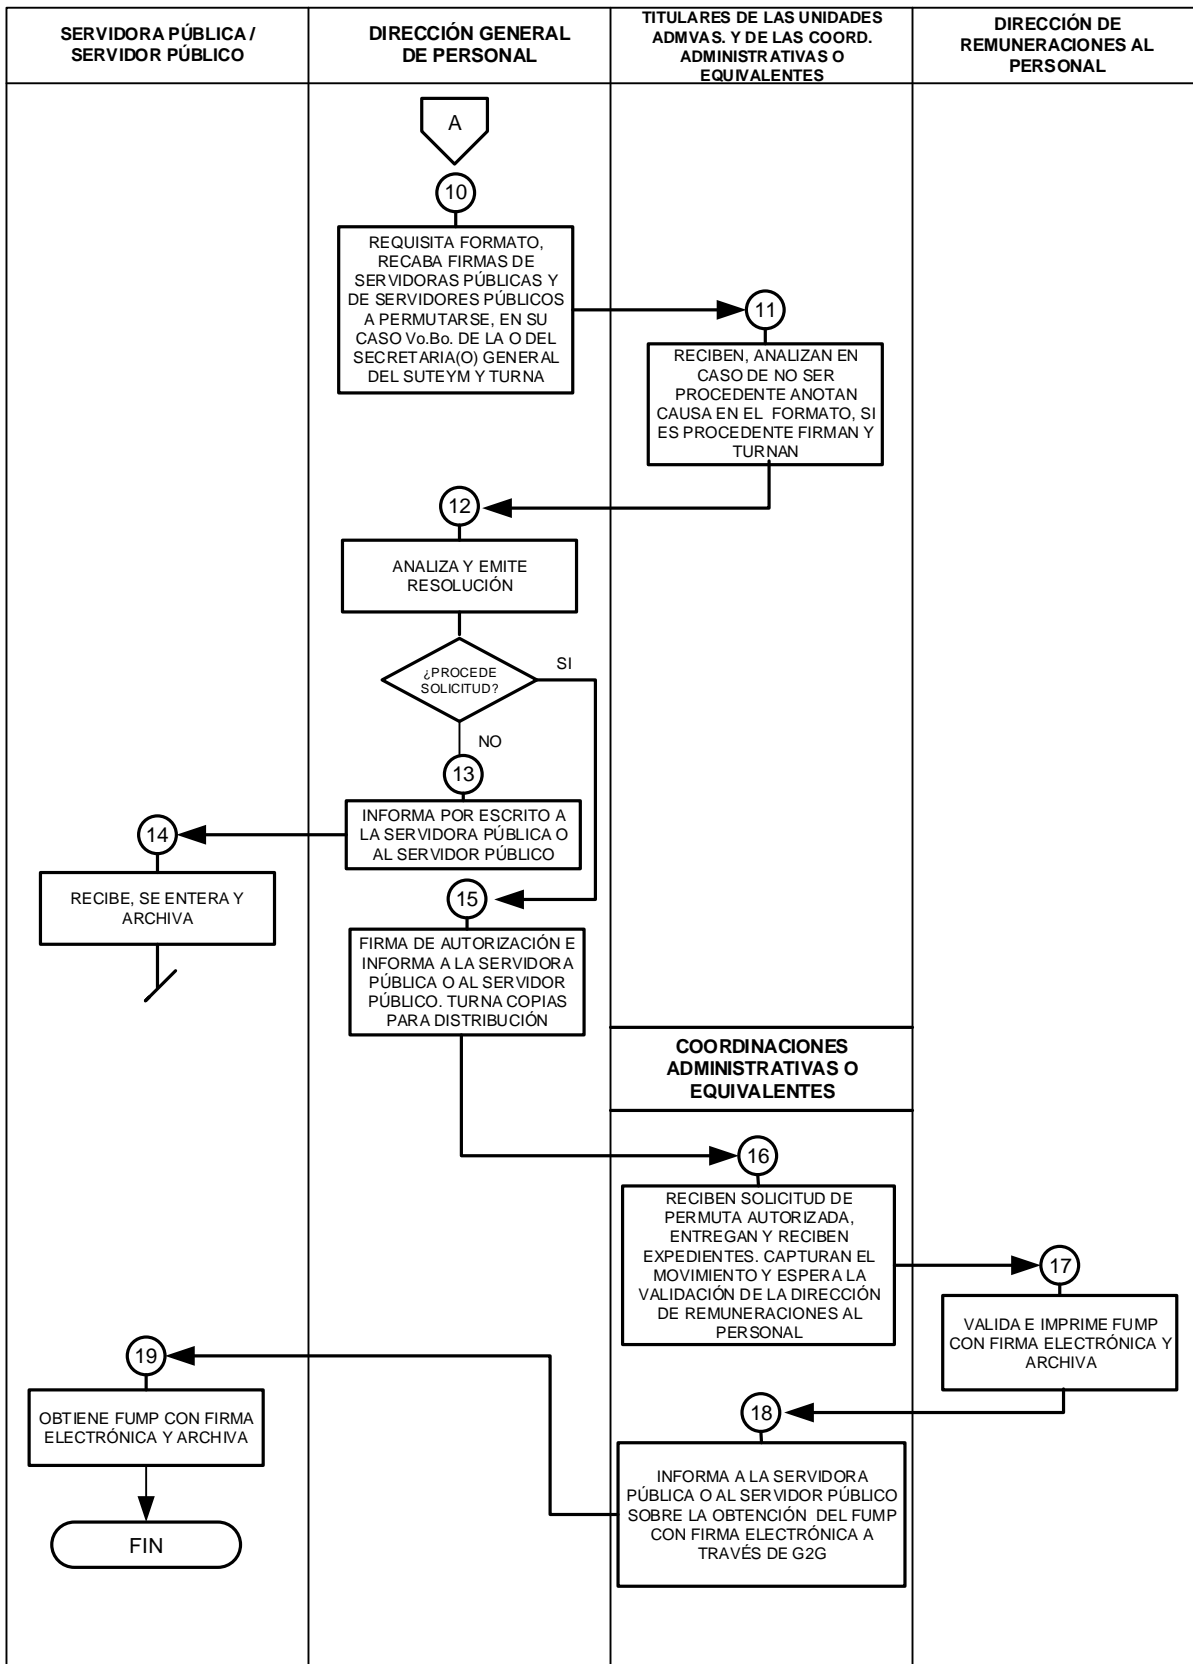 SERVIDORA PÚBLICA /
SERVIDOR PÚBLICO
DIRECCIÓN GENERAL
DE PERSONAL
TITULARES DE LAS UNIDADES
ADMVAS. Y DE LAS COORD.
ADMINISTRATIVAS O
EQUIVALENTES
DIRECCIÓN DE
REMUNERACIONES AL
PERSONAL
A
10
REQUISITA FORMATO,
RECABA FIRMAS DE
SERVIDORAS PÚBLICAS Y
DE SERVIDORES PÚBLICOS
A PERMUTARSE, EN SU
CASO Vo.Bo. DE LA O DEL
SECRETARIA(O) GENERAL
DEL SUTEYM Y TURNA
11
RECIBEN, ANALIZAN EN
CASO DE NO SER
PROCEDENTE ANOTAN
CAUSA EN EL FORMATO, SI
ES PROCEDENTE FIRMAN Y
TURNAN
12
ANALIZA Y EMITE
RESOLUCIÓN
¿PROCEDE
SOLICITUD?
SI
NO
13
INFORMA POR ESCRITO A
LA SERVIDORA PÚBLICA O
AL SERVIDOR PÚBLICO
14
RECIBE, SE ENTERA Y
ARCHIVA
15
FIRMA DE AUTORIZACIÓN E
INFORMA A LA SERVIDORA
PÚBLICA O AL SERVIDOR
PÚBLICO. TURNA COPIAS
PARA DISTRIBUCIÓN
COORDINACIONES
ADMINISTRATIVAS O
EQUIVALENTES
16
RECIBEN SOLICITUD DE
PERMUTA AUTORIZADA,
ENTREGAN Y RECIBEN
EXPEDIENTES. CAPTURAN EL
MOVIMIENTO Y ESPERA LA
VALIDACIÓN DE LA DIRECCIÓN
DE REMUNERACIONES AL
PERSONAL
17
VALIDA E IMPRIME FUMP
CON FIRMA ELECTRÓNICA Y
ARCHIVA
18
INFORMA A LA SERVIDORA
PÚBLICA O AL SERVIDOR PÚBLICO
SOBRE LA OBTENCIÓN DEL FUMP
CON FIRMA ELECTRÓNICA A
TRAVÉS DE G2G
19
OBTIENE FUMP CON FIRMA
ELECTRÓNICA Y ARCHIVA
FIN